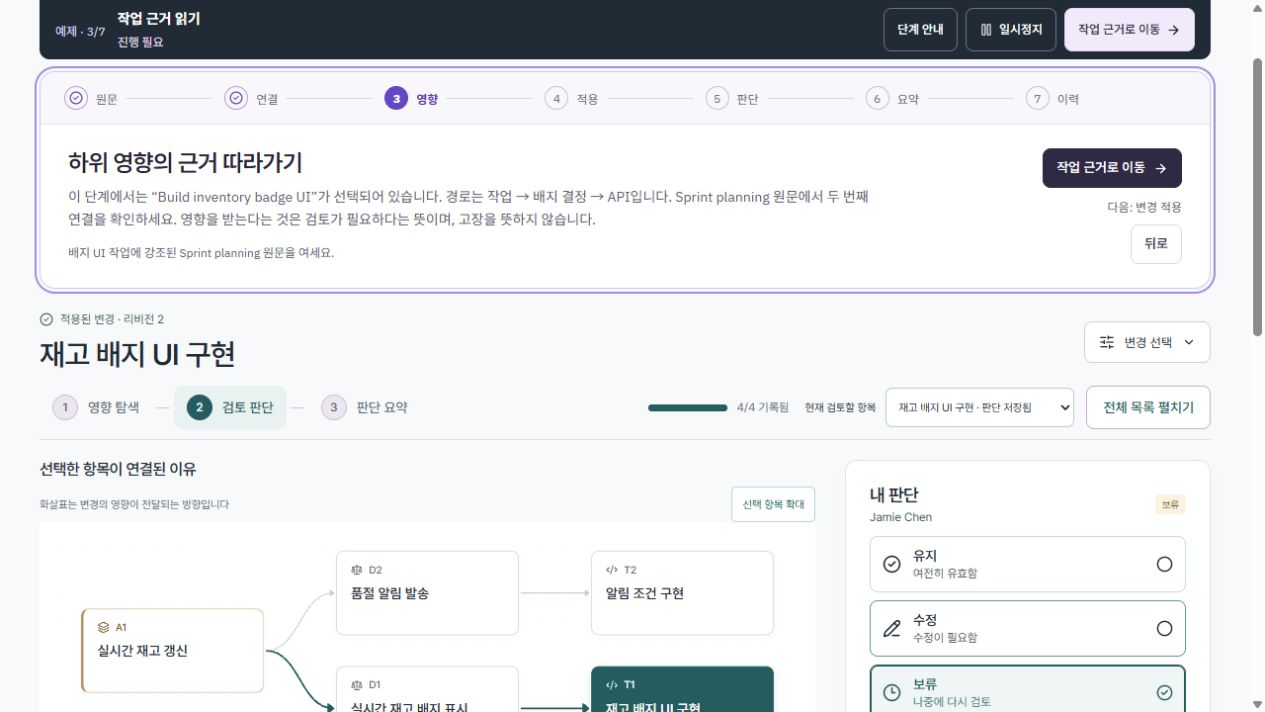 예제 · 3/7
작업 근거 읽기
진행 필요
단계 안내
일시정지
작업 근거로 이동 →
원문
연결
3 영향
4 적용
5 판단
6 요약
7 이력
하위 영향의 근거 따라가기
이 단계에서는 “Build inventory badge UI”가 선택되어 있습니다. 경로는 작업 → 배지 결정 → API입니다. Sprint planning 원문에서 두 번째
연결을 확인하세요. 영향을 받는다는 것은 검토가 필요하다는 뜻이며, 고장을 뜻하지 않습니다.
배지 UI 작업에 강조된 Sprint planning 원문을 여세요.
작업 근거로 이동 →
다음: 변경 적용
뒤로
적용된 변경 · 리비전 2
재고 배지 UI 구현
변경 선택
1 영향 탐색
2 검토 판단
3 판단 요약
4/4 기록됨
현재 검토할 항목
재고 배지 UI 구현 · 판단 저장됨
전체 목록 펼치기
선택한 항목이 연결된 이유
화살표는 변경의 영향이 전달되는 방향입니다
선택 항목 확대
D2
품절 알림 발송
T2
알림 조건 구현
A1
실시간 재고 갱신
D1
실시간 재고 배지 표시
T1
재고 배지 UI 구현
내 판단
Jamie Chen
보류
유지
여전히 유효함
수정
수정이 필요함
보류
나중에 다시 검토